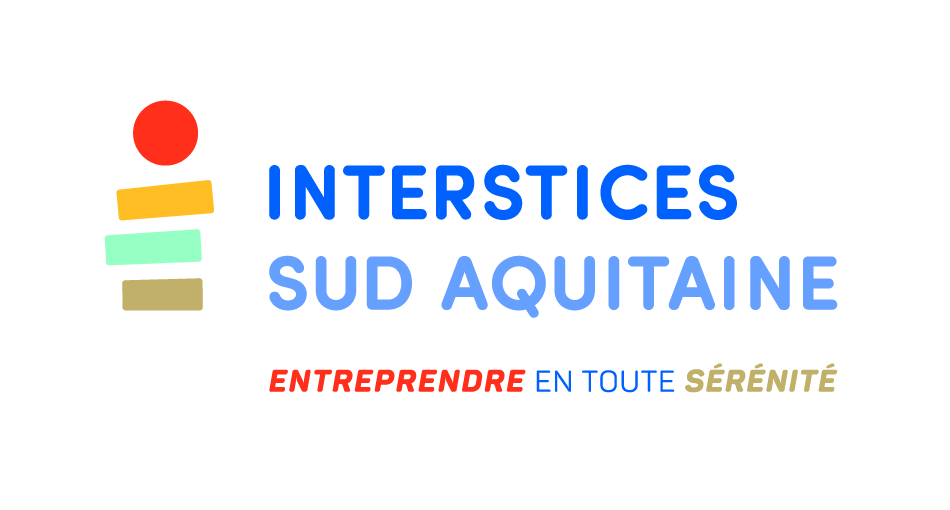 INTERSTICES
SUD AQUITAINE
ENTREPRENDRE EN TOUTE SÉRÉNITÉ